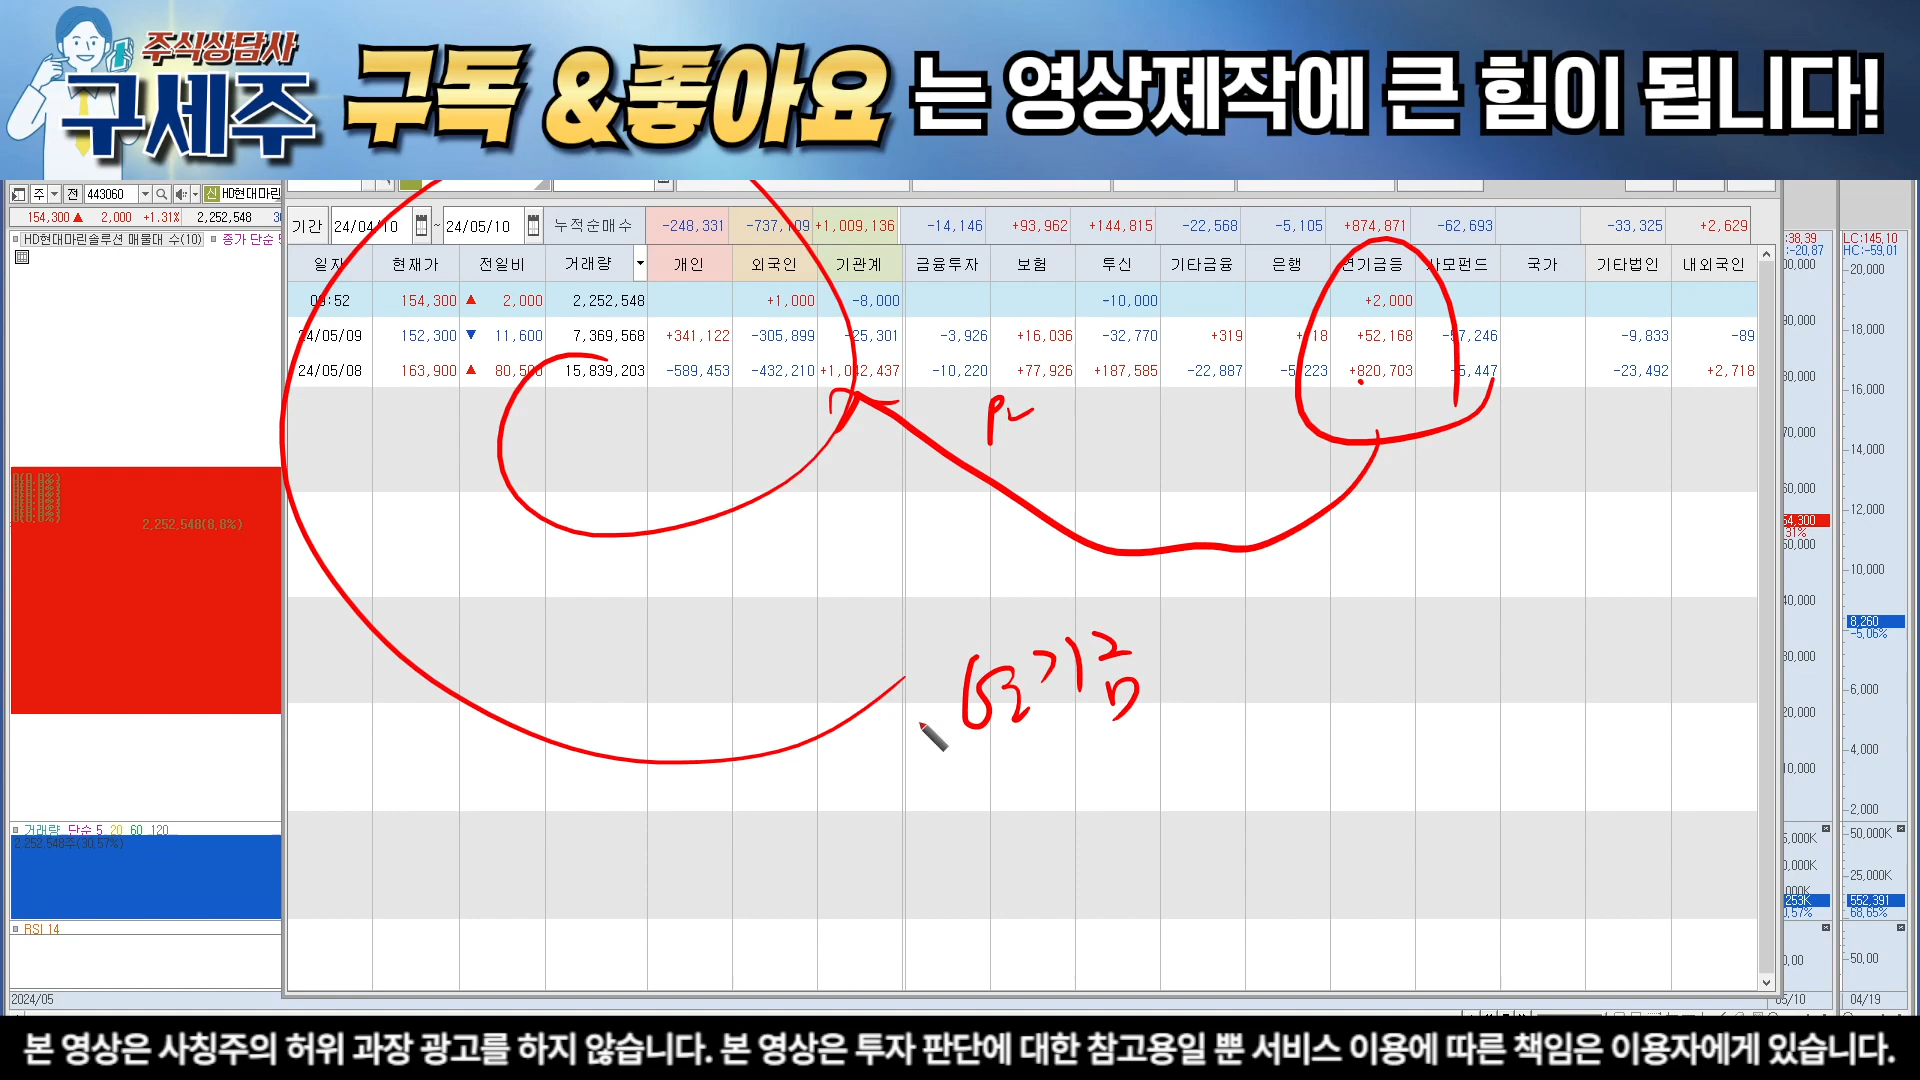 주식상담사
구세주
구독 & 좋아요 는 영상제작에 큰 힘이 됩니다!
주 전 443060 신 HD현대마린
154,300 ▲ 2,000 +1.31% 2,252,548
HD현대마린솔루션 매물대 수(10) 종가 단순
기간 24/04/10 ~ 24/05/10 누적순매수 -248,331 -737,109 +1,009,136 -14,146 +93,962 +144,815 -22,568 -5,105 +874,871 -62,693 -33,325 +2,629
일자 현재가 전일비 거래량 개인 외국인 기관계 금융투자 보험 투신 기타금융 은행 연기금등 사모펀드 국가 기타법인 내외국인
09:52 154,300 ▲ 2,000 2,252,548 +1,000 -8,000 -10,000 +2,000
24/05/09 152,300 ▼ 11,600 7,369,568 +341,122 -305,899 -25,301 -3,926 +16,036 -32,770 +319 +18 +52,168 -57,246 -9,833 -89
24/05/08 163,900 ▲ 80,500 15,839,203 -589,453 -432,210 +1,042,437 -10,220 +77,926 +187,585 -22,887 -5,223 +820,703 -5,447 -23,492 +2,718
2,252,548(8.8%)
거래량 단순 5 20 60 120
2,252,548주(30.57%)
RSI 14
2024/05
LC:145,10
HC:-59,01
20,000
18,000
16,000
14,000
12,000
10,000
8,260
-5,06%
6,000
4,000
2,000
50,000K
25,000K
552,391
68,65%
50,00
05/10 04/19
본 영상은 사칭주의 허위 과장 광고를 하지 않습니다. 본 영상은 투자 판단에 대한 참고용일 뿐 서비스 이용에 따른 책임은 이용자에게 있습니다.